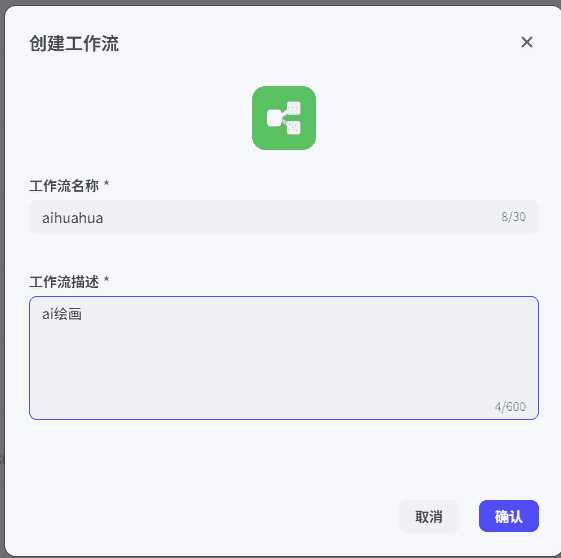 创建工作流
工作流名称 *
aihuahua
8/30
工作流描述 *
ai绘画
4/600
取消
确认